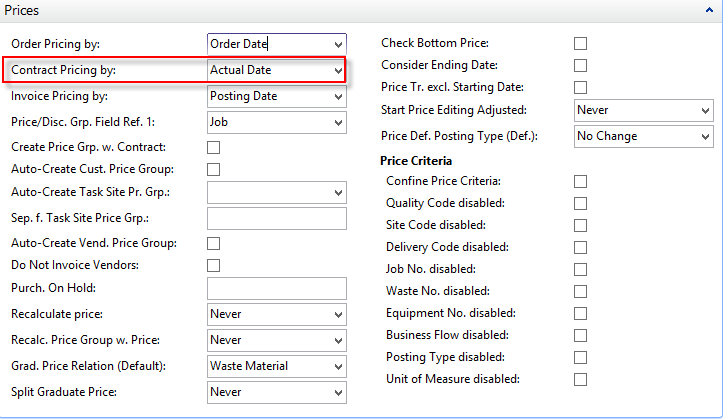 Prices
Order Pricing by: Order Date
Contract Pricing by: Actual Date
Invoice Pricing by: Posting Date
Price/Disc. Grp. Field Ref. 1: Job
Create Price Grp. w. Contract:
Auto-Create Cust. Price Group:
Auto-Create Task Site Pr. Grp.:
Sep. f. Task Site Price Grp.:
Auto-Create Vend. Price Group:
Do Not Invoice Vendors:
Purch. On Hold:
Recalculate price: Never
Recalc. Price Group w. Price: Never
Grad. Price Relation (Default): Waste Material
Split Graduate Price: Never
Check Bottom Price:
Consider Ending Date:
Price Tr. excl. Starting Date:
Start Price Editing Adjusted: Never
Price Def. Posting Type (Def.): No Change
Price Criteria
Confine Price Criteria:
Quality Code disabled:
Site Code disabled:
Delivery Code disabled:
Job No. disabled:
Waste No. disabled:
Equipment No. disabled:
Business Flow disabled:
Posting Type disabled:
Unit of Measure disabled: